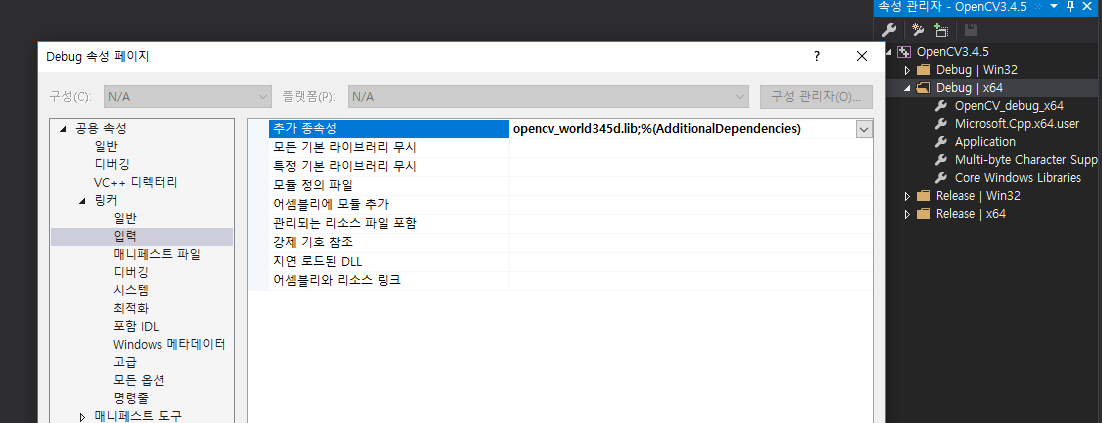 속성 관리자 - OpenCV3.4.5
OpenCV3.4.5
Debug | Win32
Debug | x64
OpenCV_debug_x64
Microsoft.Cpp.x64.user
Application
Multi-byte Character Supp
Core Windows Libraries
Release | Win32
Release | x64
Debug 속성 페이지
?
구성(C): N/A 플랫폼(P): N/A 구성 관리자(O)...
공용 속성
일반
디버깅
VC++ 디렉터리
링커
일반
입력
매니페스트 파일
디버깅
시스템
최적화
포함 IDL
Windows 메타데이터
고급
모든 옵션
명령줄
매니페스트 도구
추가 종속성 opencv_world345d.lib;%(AdditionalDependencies)
모든 기본 라이브러리 무시
특정 기본 라이브러리 무시
모듈 정의 파일
어셈블리에 모듈 추가
관리되는 리소스 파일 포함
강제 기호 참조
지연 로드된 DLL
어셈블리와 리소스 링크